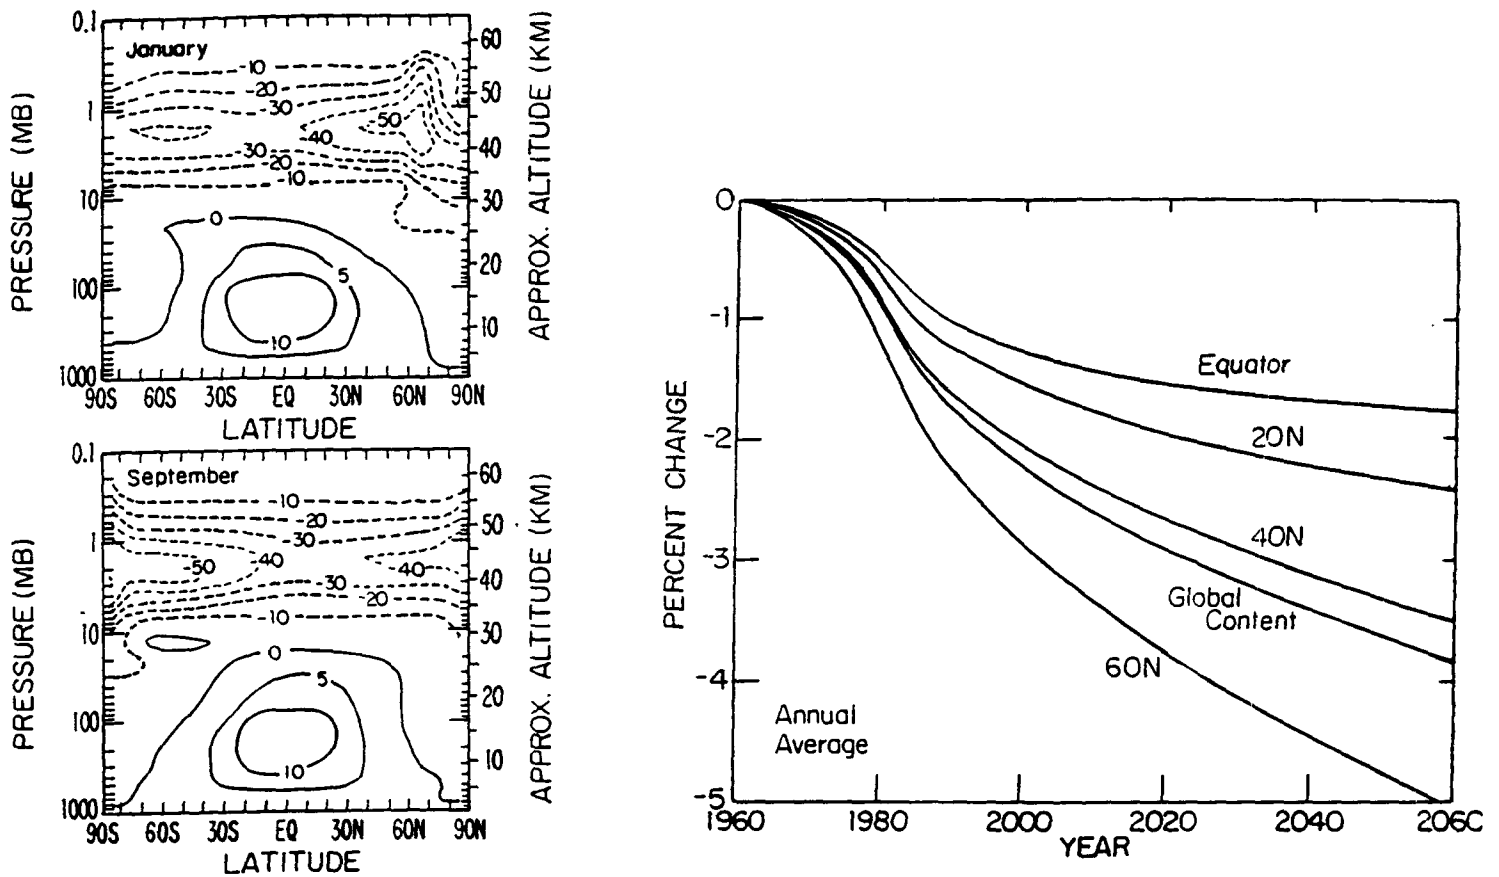 0.1
1
10
100
1000
PRESSURE (MB)
January
-10
-20
-30
-50
-40
-30
-20
-10
0
5
10
60
50
40
30
20
10
APPROX. ALTITUDE (KM)
90S 60S 30S EQ 30N 60N 90N
LATITUDE
0.1
1
10
100
1000
PRESSURE (MB)
September
-10
-20
-30
-40
-50
-40
-30
-20
-10
0
5
10
60
50
40
30
20
10
APPROX. ALTITUDE (KM)
90S 60S 30S EQ 30N 60N 90N
LATITUDE
0
-1
-2
-3
-4
-5
PERCENT CHANGE
Equator
20N
40N
Global
Content
60N
Annual
Average
1960 1980 2000 2020 2040 2060
YEAR